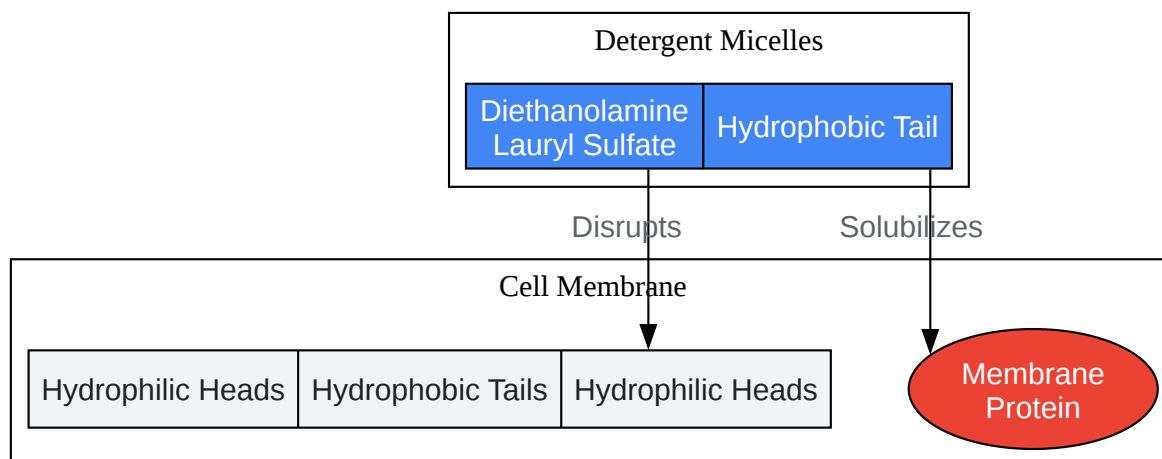 Detergent Micelles
Diethanolamine
Lauryl Sulfate
Hydrophobic Tail
Disrupts
Solubilizes
Cell Membrane
Hydrophilic Heads
Hydrophobic Tails
Hydrophilic Heads
Membrane
Protein